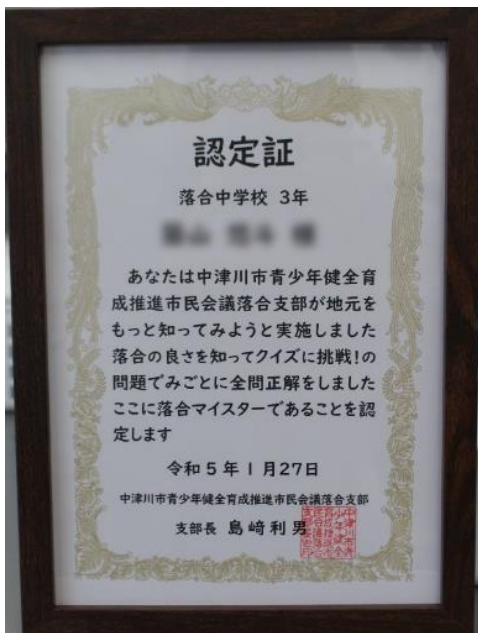 認定証
落合中学校 3年
あなたは中津川市青少年健全育
成推進市民会議落合支部が地元を
もっと知ってみようと実施しました
落合の良さを知ってクイズに挑戦!の
問題でみごとに全問正解をしました
ここに落合マイスターであることを認
定します
令和5年1月27日
中津川市青少年健全育成推進市民会議落合支部
支部長 島﨑利男